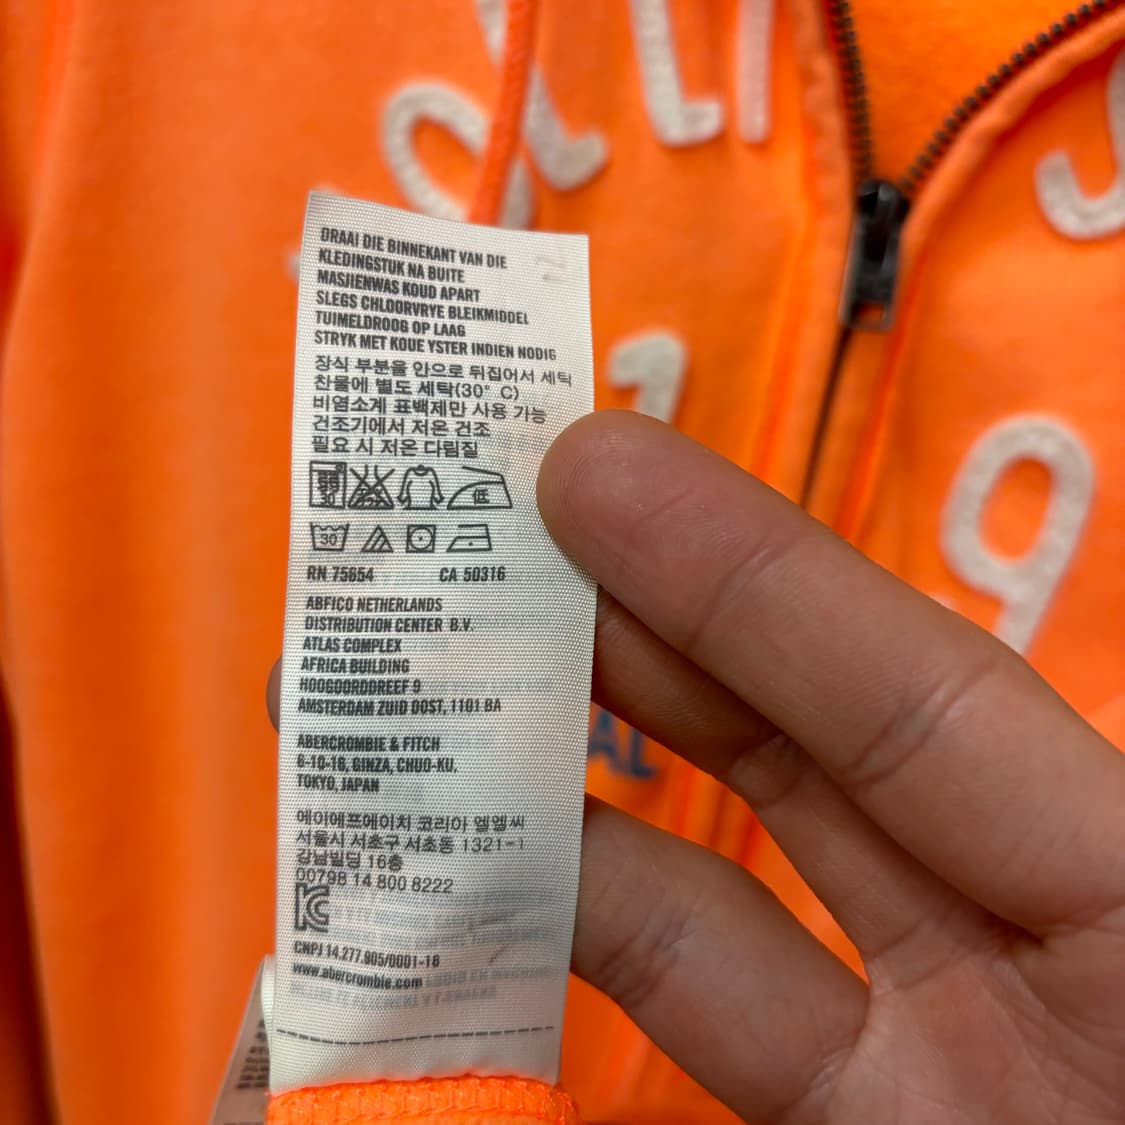 DRAAI DIE BINNEKANT VAN DIE
KLEDINGSTUK NA BUITE
MASJIENWAS KOUD APART
SLEGS CHLOORVRYE BLEIKMIDDEL
TUIMELDROOG OP LAAG
STRYK MET KOUE YSTER INDIEN NODIG
장식 부분을 안으로 뒤집어서 세탁
찬물에 별도 세탁(30° C)
비염소계 표백제만 사용 가능
건조기에서 저온 건조
필요 시 저온 다림질
30 低
30
RN 75654 CA 50316
ABFICO NETHERLANDS
DISTRIBUTION CENTER B.V.
ATLAS COMPLEX
AFRICA BUILDING
HOOGOORDDREEF 9
AMSTERDAM ZUID OOST, 1101 BA
ABERCROMBIE & FITCH
6-10-16, GINZA, CHUO-KU,
TOKYO, JAPAN
에이에프에이치 코리아 엘엘씨
서울시 서초구 서초동 1321-1
강남빌딩 16층
00798 14 800 8222
KC
CNPJ 14.277.905/0001-18
www.abercrombie.com
1
9
AL